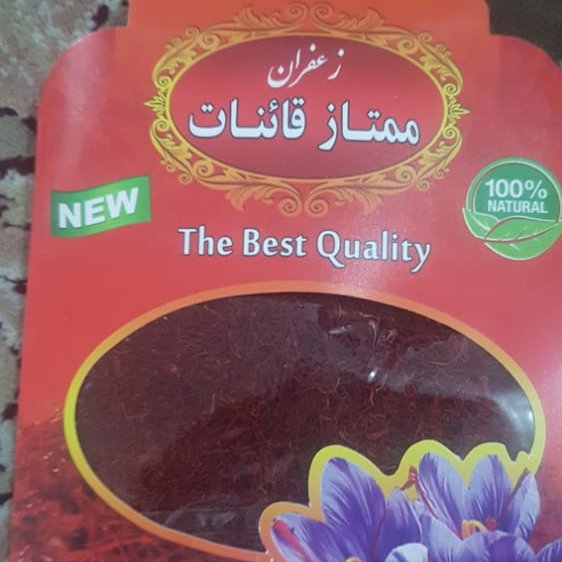 زعفران
ممتاز قائنات
NEW
100%
NATURAL
The Best Quality